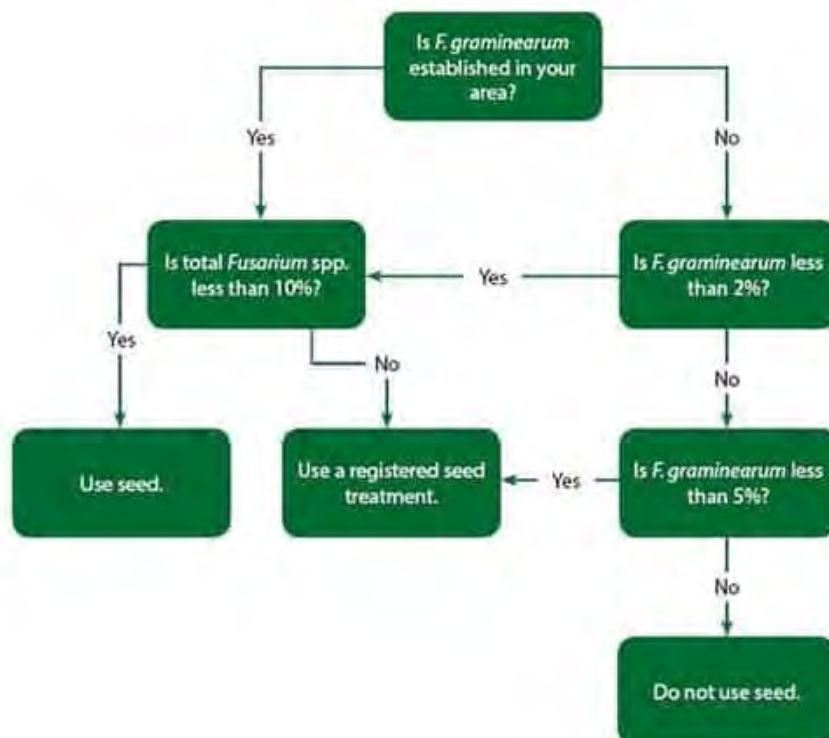 Is F. graminearum
established in your
area?
Yes
No
Is total Fusarium spp.
less than 10%?
Yes
Is F. graminearum less
than 2%?
Yes
No
No
Use seed.
Use a registered seed
treatment.
Yes
Is F. graminearum less
than 5%?
No
Do not use seed.